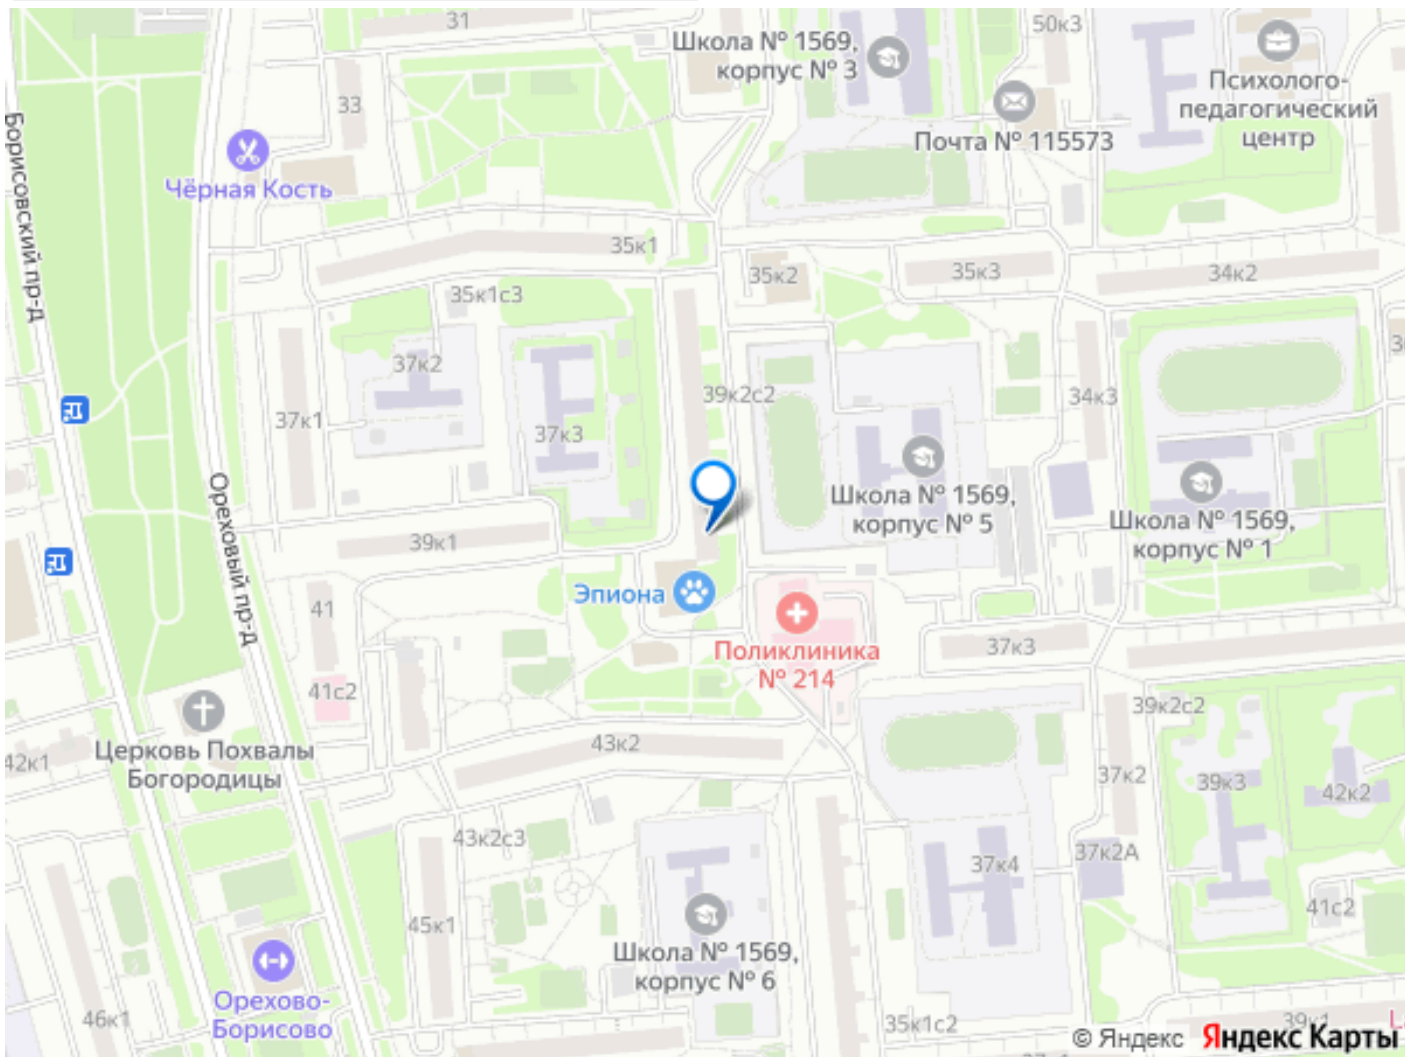 31
50к3
Школа № 1569,
корпус № 3
Психолого-
педагогический
центр
33
Почта № 115573
Борисовский пр-д
Чёрная Кость
35к1
35к2
35к3
34к2
35к1с3
37к2
39к2с2
34к3
37к1
37к3
Ореховый пр-д
Школа № 1569,
корпус № 5
Школа № 1569,
корпус № 1
39к1
Эпиона
41
Поликлиника
№ 214
37к3
41с2
39к2с2
Церковь Похвалы
Богородицы
42к1
43к2
37к2
39к3
42к2
43к2с3
37к4
37к2А
45к1
41с2
Школа № 1569,
корпус № 6
Орехово-
Борисово
46к1
35к1с2
39к1
© Яндекс Яндекс Карты